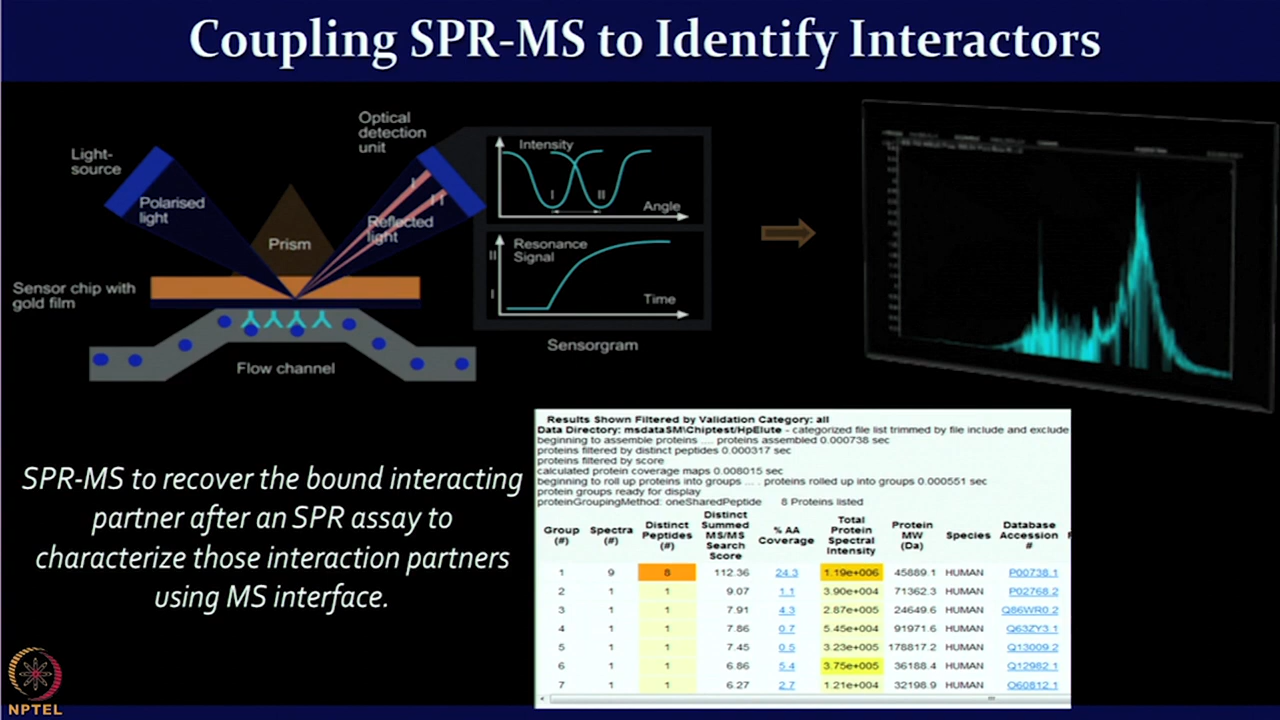 Coupling SPR-MS to Identify Interactors
Light-
source
Polarised
light
Prism
Optical
detection
unit
I
II
Reflected
light
Sensor chip with
gold film
Flow channel
Intensity
I
II
Angle
Resonance
Signal
II
I
Time
Sensorgram
SPR-MS to recover the bound interacting
partner after an SPR assay to
characterize those interaction partners
using MS interface.
Results Shown Filtered by Validation Category: all
Data Directory: msdataSM\Chiptest/HpElute - categorized file list trimmed by file include and exclude
beginning to assemble proteins .... proteins assembled 0.000738 sec
proteins filtered by distinct peptides 0.000317 sec
proteins filtered by score
calculated protein coverage maps 0.008015 sec
beginning to roll up proteins into groups ... . proteins rolled up into groups 0.000551 sec
protein groups ready for display
proteinGroupingMethod: oneSharedPeptide 8 Proteins listed
Group (#) Spectra (#) Distinct Peptides (#) Distinct Summed MS/MS Search Score % AA Coverage Total Protein Spectral Intensity Protein MW (Da) Species Database Accession #
1 9 8 112.36 24.3 1.19e+006 45889.1 HUMAN P00738.1
2 1 1 9.07 1.1 3.90e+004 71362.3 HUMAN P02768.2
3 1 1 7.91 4.3 2.87e+005 24649.6 HUMAN Q86WR0.2
4 1 1 7.86 0.7 5.45e+004 91971.6 HUMAN Q63ZY3.1
5 1 1 7.45 0.5 3.23e+005 178817.2 HUMAN Q13009.2
6 1 1 6.86 5.4 3.75e+005 36188.4 HUMAN Q12982.1
7 1 1 6.27 2.7 1.21e+004 32198.9 HUMAN O60812.1
NPTEL